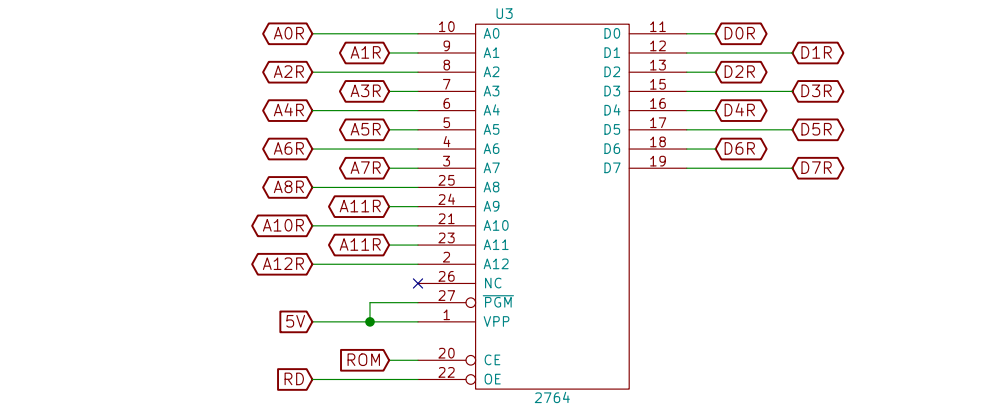 U3
A0R 10 A0 D0 11 D0R
A1R 9 A1 D1 12 D1R
A2R 8 A2 D2 13 D2R
A3R 7 A3 D3 15 D3R
A4R 6 A4 D4 16 D4R
A5R 5 A5 D5 17 D5R
A6R 4 A6 D6 18 D6R
A7R 3 A7 D7 19 D7R
A8R 25 A8
A11R 24 A9
A10R 21 A10
A11R 23 A11
A12R 2 A12
26 NC
27 PGM
5V 1 VPP
ROM 20 CE
RD 22 OE
2764